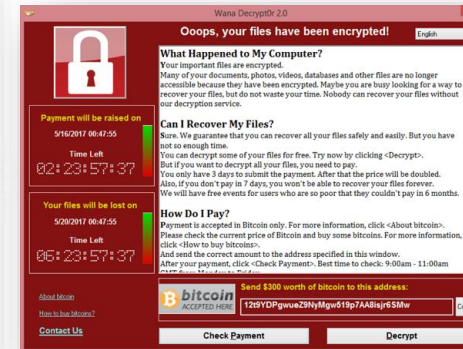 Wana Decrypt0r 2.0
Ooops, your files have been encrypted!
English
What Happened to My Computer?
Your important files are encrypted.
Many of your documents, photos, videos, databases and other files are no longer
accessible because they have been encrypted. Maybe you are busy looking for a way to
recover your files, but do not waste your time. Nobody can recover your files without
our decryption service.
Can I Recover My Files?
Sure. We guarantee that you can recover all your files safely and easily. But you have
not so enough time.
You can decrypt some of your files for free. Try now by clicking <Decrypt>.
But if you want to decrypt all your files, you need to pay.
You only have 3 days to submit the payment. After that the price will be doubled.
Also, if you don't pay in 7 days, you won't be able to recover your files forever.
We will have free events for users who are so poor that they couldn't pay in 6 months.
How Do I Pay?
Payment is accepted in Bitcoin only. For more information, click <About bitcoin>.
Please check the current price of Bitcoin and buy some bitcoins. For more information,
click <How to buy bitcoins>.
And send the correct amount to the address specified in this window.
After your payment, click <Check Payment>. Best time to check: 9:00am - 11:00am
GMT from Monday to Friday
Payment will be raised on
5/16/2017 00:47:55
Time Left
02:23:57:37
Your files will be lost on
5/20/2017 00:47:55
Time Left
06:23:57:37
About bitcoin
How to buy bitcoins?
Contact Us
bitcoin
ACCEPTED HERE
Send $300 worth of bitcoin to this address:
12t9YDPgwueZ9NyMgw519p7AA8isjr6SMw
Check Payment
Decrypt